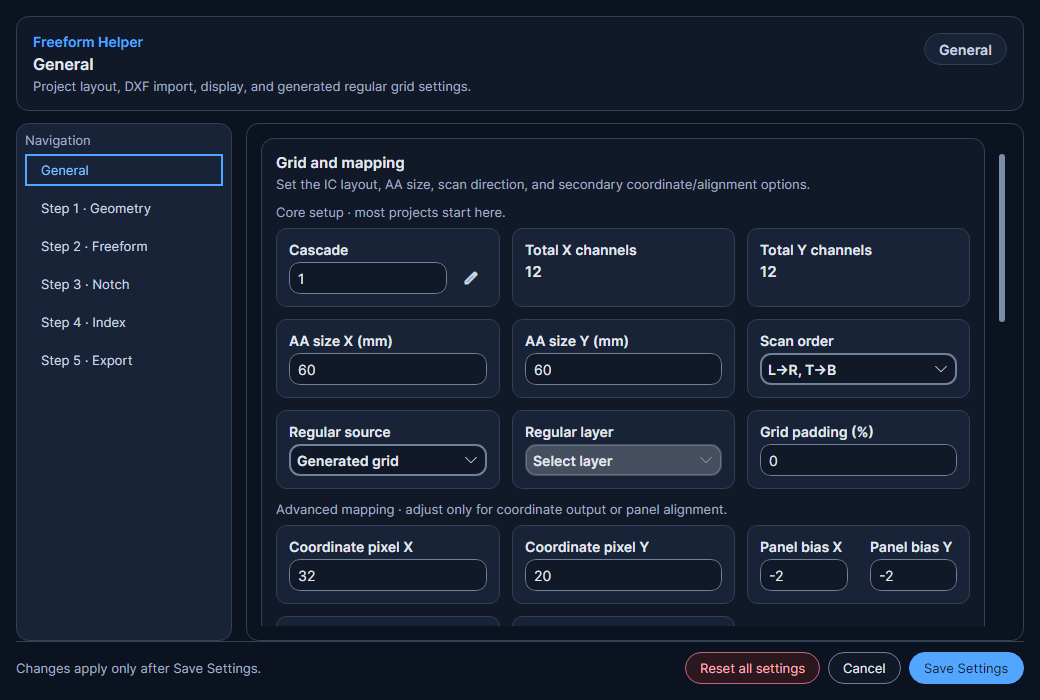 Freeform Helper
General
Project layout, DXF import, display, and generated regular grid settings.
General
Navigation
General
Step 1 · Geometry
Step 2 · Freeform
Step 3 · Notch
Step 4 · Index
Step 5 · Export
Grid and mapping
Set the IC layout, AA size, scan direction, and secondary coordinate/alignment options.
Core setup · most projects start here.
Cascade
1
Total X channels
12
Total Y channels
12
AA size X (mm)
60
AA size Y (mm)
60
Scan order
L→R, T→B
Regular source
Generated grid
Regular layer
Select layer
Grid padding (%)
0
Advanced mapping · adjust only for coordinate output or panel alignment.
Coordinate pixel X
32
Coordinate pixel Y
20
Panel bias X
-2
Panel bias Y
-2
Changes apply only after Save Settings.
Reset all settings
Cancel
Save Settings